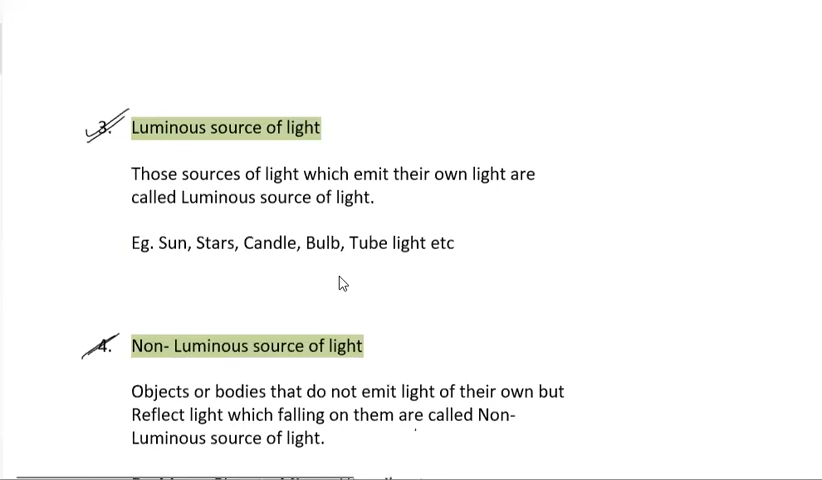 3. Luminous source of light
Those sources of light which emit their own light are
called Luminous source of light.
Eg. Sun, Stars, Candle, Bulb, Tube light etc
4. Non- Luminous source of light
Objects or bodies that do not emit light of their own but
Reflect light which falling on them are called Non-
Luminous source of light.